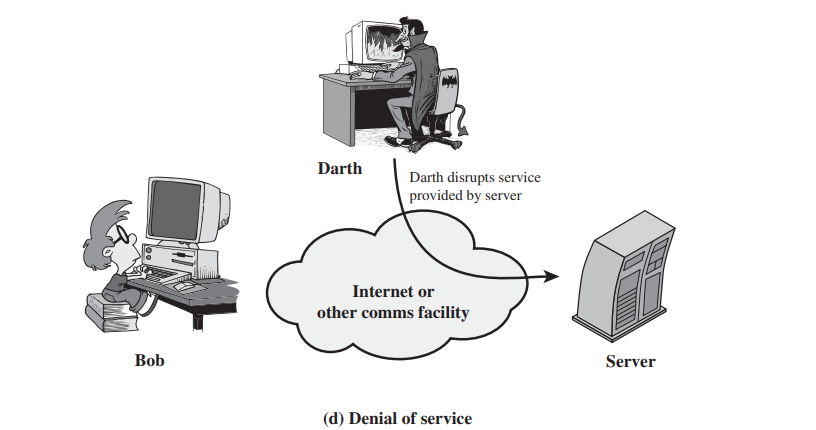 Darth
Darth disrupts service
provided by server
Internet or
other comms facility
Bob
Server
(d) Denial of service